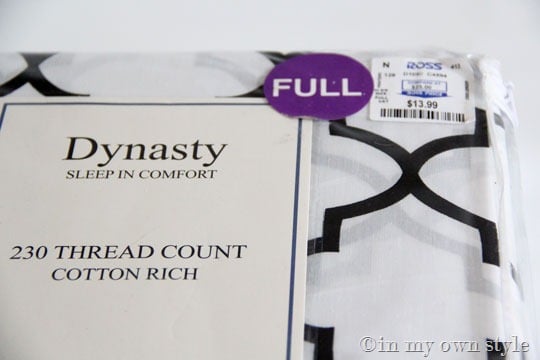 FULL
N ROSS
$13.99
Dynasty
SLEEP IN COMFORT
230 THREAD COUNT
COTTON RICH
©in my own style